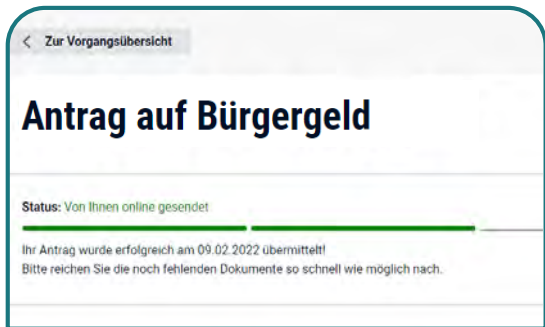 Zur Vorgangsübersicht
Antrag auf Bürgergeld
Status: Von Ihnen online gesendet
Ihr Antrag wurde erfolgreich am 09.02.2022 übermittelt!
Bitte reichen Sie die noch fehlenden Dokumente so schnell wie möglich nach.